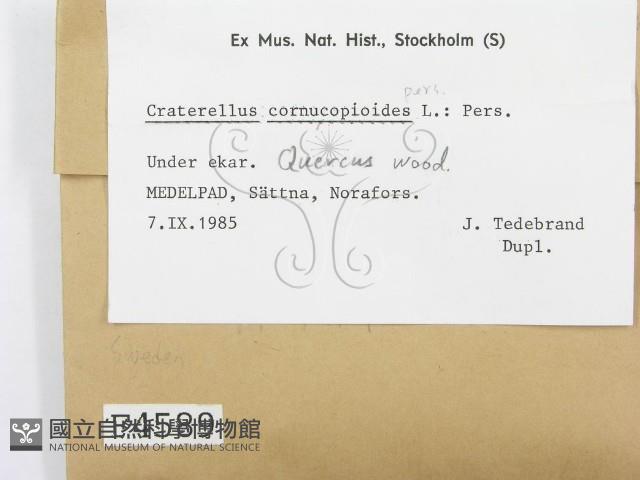 Ex Mus. Nat. Hist., Stockholm (S)
pers.
Craterellus cornucopioides L.: Pers.
Under ekar. Quercus wood.
MEDELPAD, Sättna, Norafors.
7.IX.1985 J. Tedebrand
Dupl.
Sweden
F4589
國立自然科學博物館
NATIONAL MUSEUM OF NATURAL SCIENCE